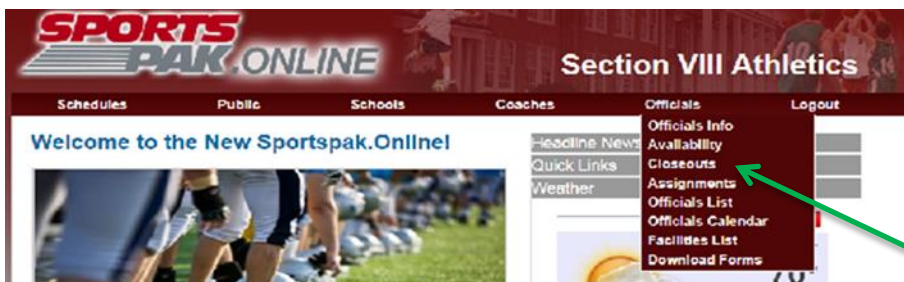 SPORTS
PAK.ONLINE
Section VIII Athletics
Schedules Public Schools Coaches Officials Logout
Welcome to the New Sportspak.Online!
Headline News
Quick Links
Weather
Officials Info
Availability
Closeouts
Assignments
Officials List
Officials Calendar
Facilities List
Download Forms